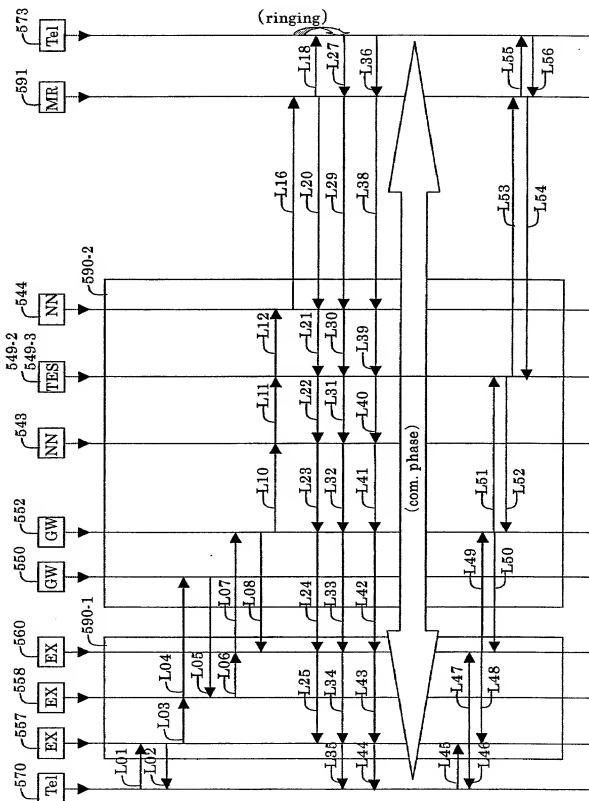 (ringing)
573
Tel
591
MR
590-2
544
NN
549-2
549-3
TES
543
NN
552
GW
550
GW
590-1
560
EX
558
EX
557
EX
570
Tel
L18
L27
L36
L55
L56
L16
L20
L29
L38
L53
L54
L12
L21
L30
L39
L11
L22
L31
L40
L10
L23
L32
L41
L51
L52
(com. phase)
L07
L08
L24
L33
L42
L49
L50
L04
L05
L06
L03
L25
L34
L43
L47
L48
L01
L02
L35
L44
L45
L46